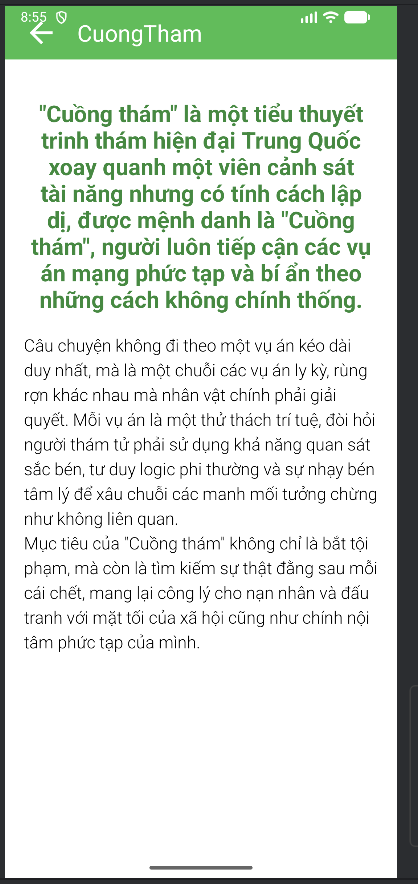 8:55
CuongTham
"Cuồng thám" là một tiểu thuyết
trinh thám hiện đại Trung Quốc
xoay quanh một viên cảnh sát
tài năng nhưng có tính cách lập
dị, được mệnh danh là "Cuồng
thám", người luôn tiếp cận các vụ
án mạng phức tạp và bí ẩn theo
những cách không chính thống.
Câu chuyện không đi theo một vụ án kéo dài
duy nhất, mà là một chuỗi các vụ án ly kỳ, rùng
rợn khác nhau mà nhân vật chính phải giải
quyết. Mỗi vụ án là một thử thách trí tuệ, đòi hỏi
người thám tử phải sử dụng khả năng quan sát
sắc bén, tư duy logic phi thường và sự nhạy bén
tâm lý để xâu chuỗi các manh mối tưởng chừng
như không liên quan.
Mục tiêu của "Cuồng thám" không chỉ là bắt tội
phạm, mà còn là tìm kiếm sự thật đằng sau mỗi
cái chết, mang lại công lý cho nạn nhân và đấu
tranh với mặt tối của xã hội cũng như chính nội
tâm phức tạp của mình.